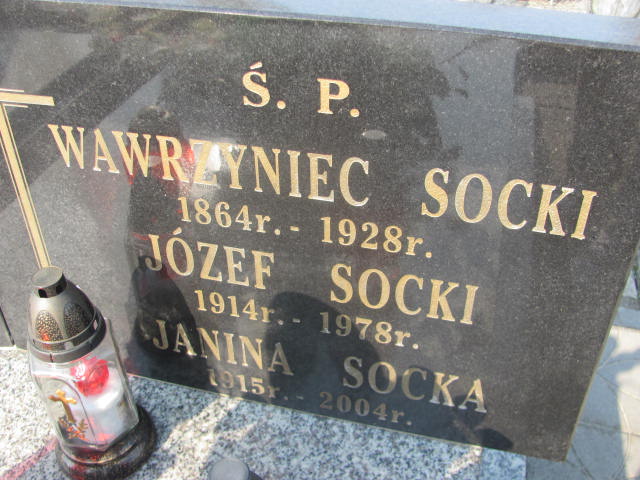 Ś. P.
WAWRZYNIEC SOCKI
1864r. - 1928r.
JÓZEF SOCKI
1914r. - 1978r.
JANINA SOCKA
1915r. - 2004r.